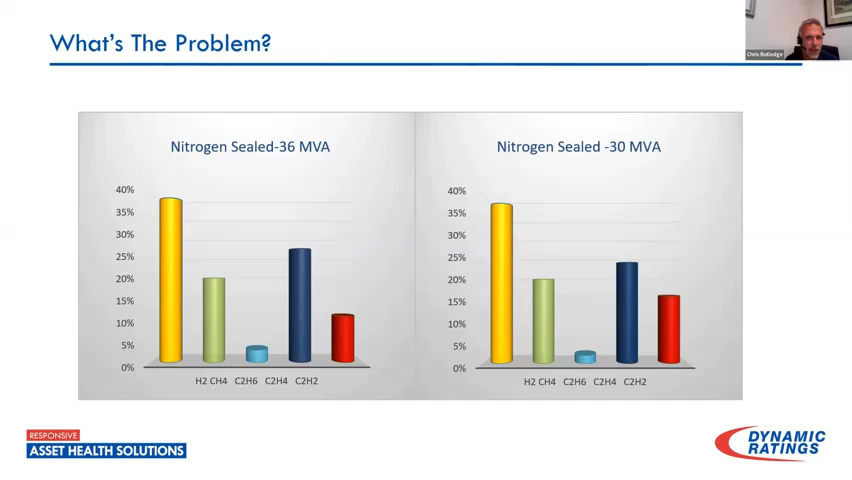 What's The Problem?
Chris Rutledge
Nitrogen Sealed-36 MVA
40%
35%
30%
25%
20%
15%
10%
5%
0%
H2 CH4 C2H6 C2H4 C2H2
Nitrogen Sealed -30 MVA
40%
35%
30%
25%
20%
15%
10%
5%
0%
H2 CH4 C2H6 C2H4 C2H2
RESPONSIVE
ASSET HEALTH SOLUTIONS
DYNAMIC
RATINGS